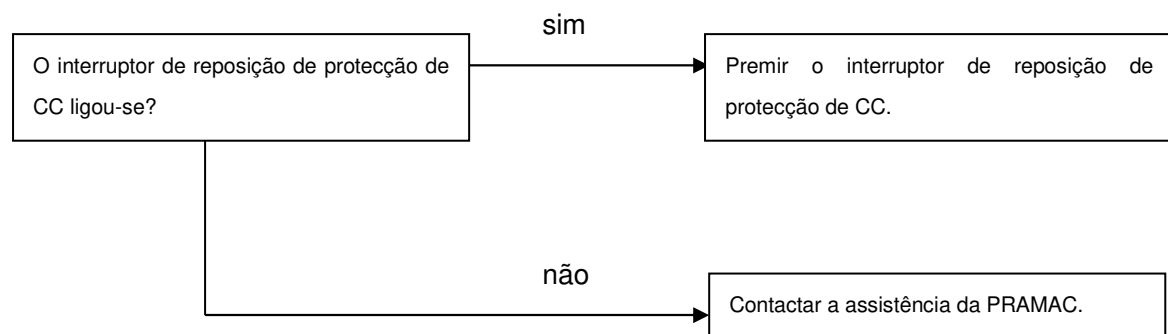 sim
O interruptor de reposição de protecção de
CC ligou-se?
Premir o interruptor de reposição de
protecção de CC.
não
Contactar a assistência da PRAMAC.